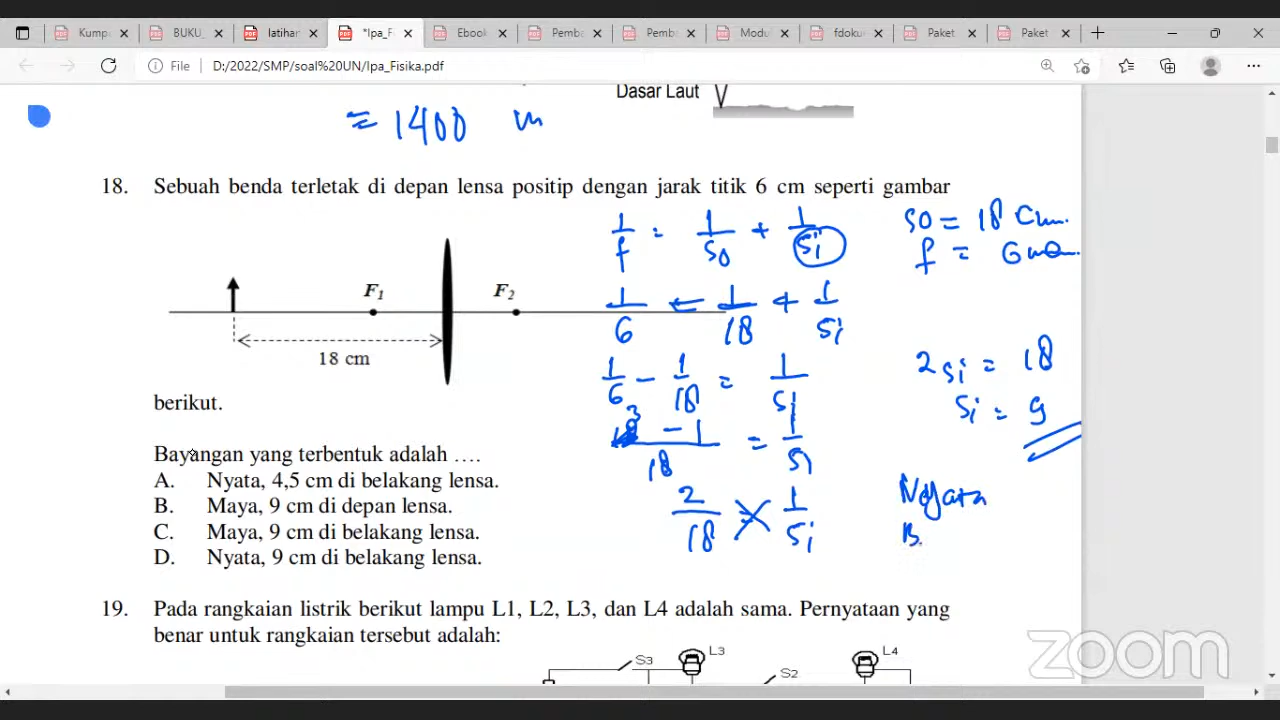 Kump
BUKU_
latihan
*Ipa_F
Ebook
Pemba
Pemba
Modu
fdoku
Paket
Paket
File D:/2022/SMP/soal%20UN/Ipa_Fisika.pdf
Dasar Laut
= 1400 m
18. Sebuah benda terletak di depan lensa positip dengan jarak titik 6 cm seperti gambar
F1 F2
18 cm
berikut.
1/f = 1/so + 1/si
1/6 = 1/18 + 1/si
1/6 - 1/18 = 1/si
3 - 1/18 = 1/si
2/18 = 1/si
so = 18 cm.
f = 6
2 si = 18
si = 9
Nyata
B.
Bayangan yang terbentuk adalah ….
A. Nyata, 4,5 cm di belakang lensa.
B. Maya, 9 cm di depan lensa.
C. Maya, 9 cm di belakang lensa.
D. Nyata, 9 cm di belakang lensa.
19. Pada rangkaian listrik berikut lampu L1, L2, L3, dan L4 adalah sama. Pernyataan yang
benar untuk rangkaian tersebut adalah:
S3 L3 S2 L4
zoom